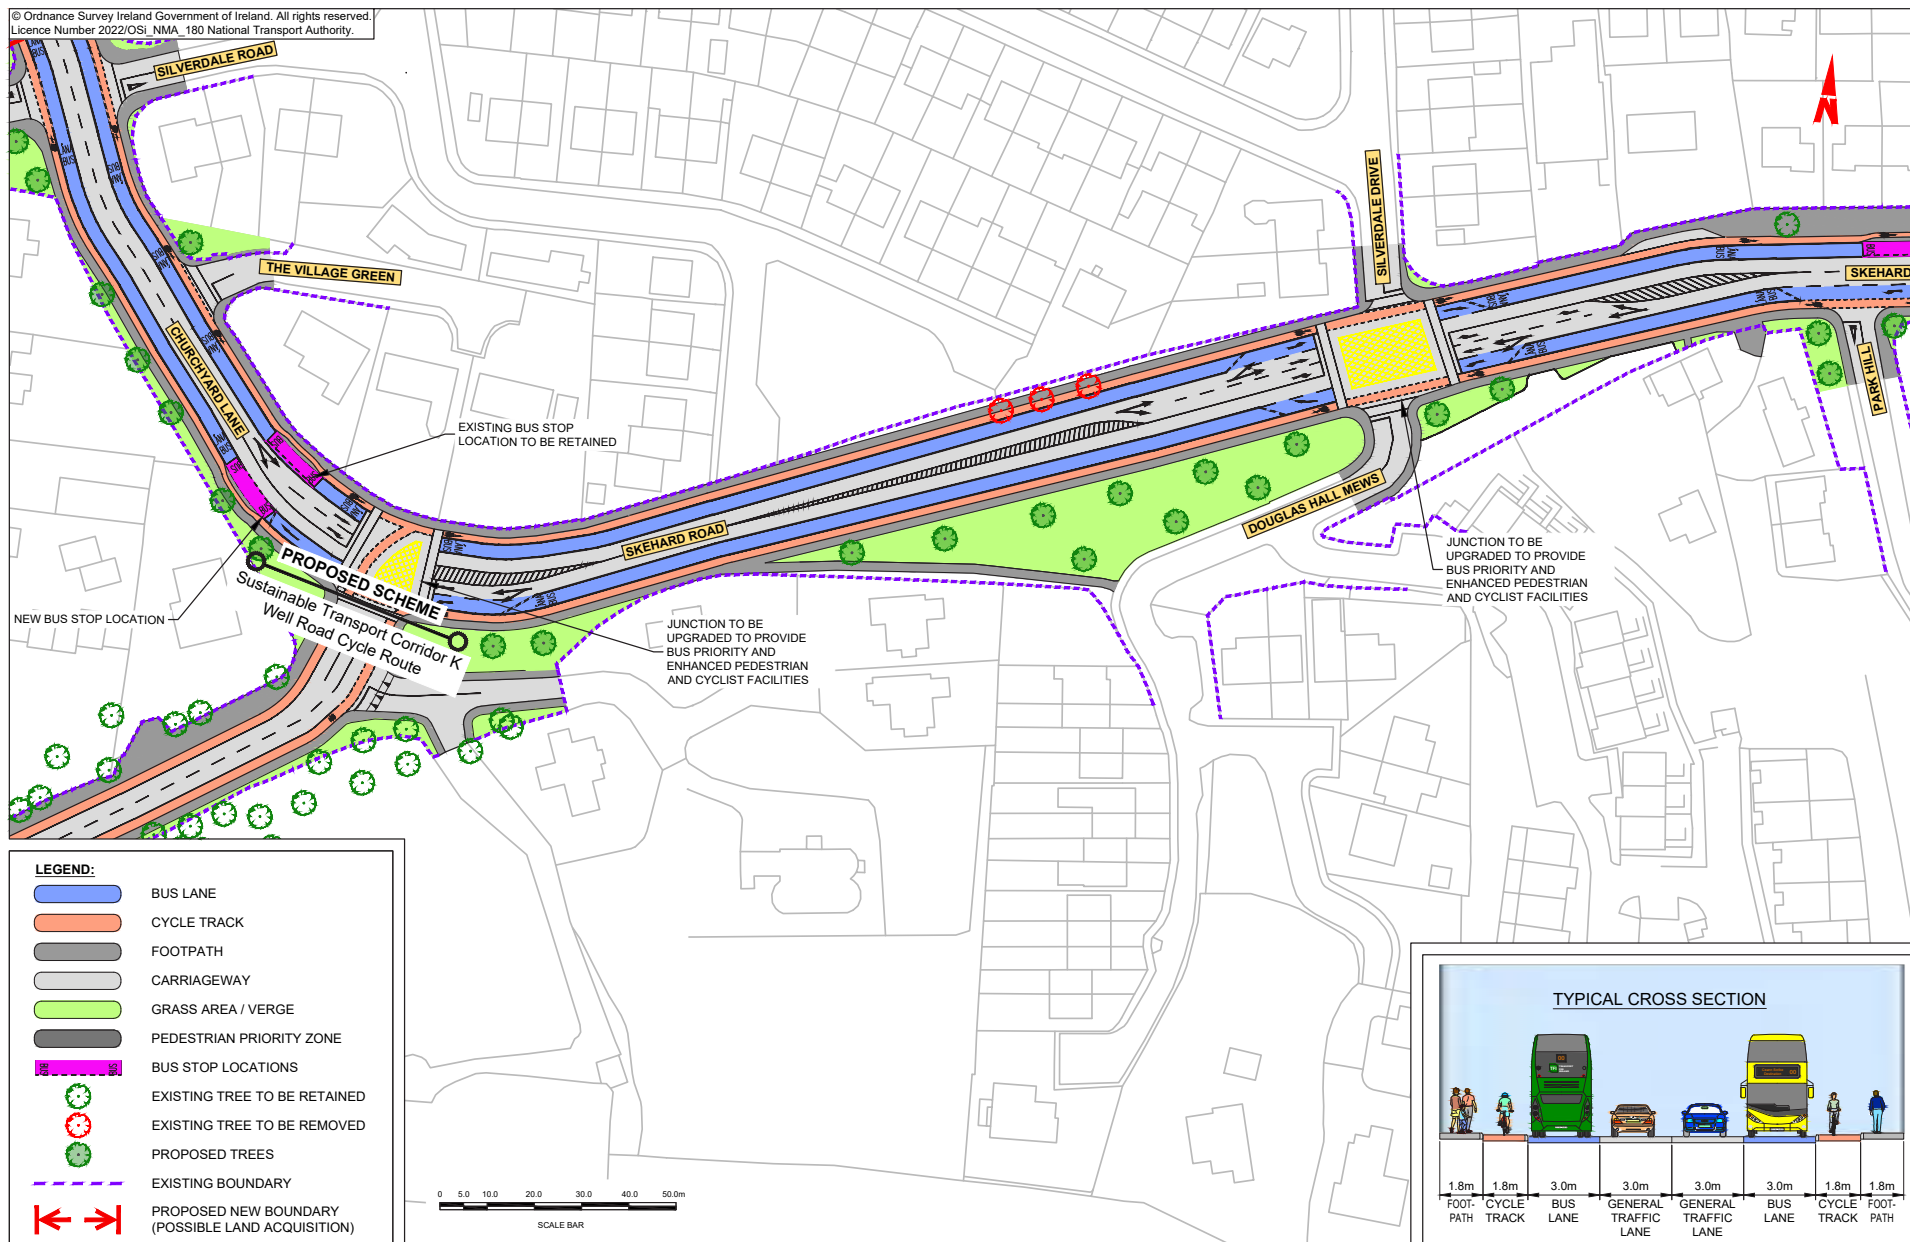 © Ordnance Survey Ireland Government of Ireland. All rights reserved.
Licence Number 2022/OSi_NMA_180 National Transport Authority.
SILVERDALE ROAD
THE VILLAGE GREEN
CHURCHYARD LANE
SILVERDALE DRIVE
SKEHARD
PARK HILL
EXISTING BUS STOP
LOCATION TO BE RETAINED
SKEHARD ROAD
DOUGLAS HALL MEWS
NEW BUS STOP LOCATION
PROPOSED SCHEME
Sustainable Transport Corridor K
Well Road Cycle Route
JUNCTION TO BE
UPGRADED TO PROVIDE
BUS PRIORITY AND
ENHANCED PEDESTRIAN
AND CYCLIST FACILITIES
JUNCTION TO BE
UPGRADED TO PROVIDE
BUS PRIORITY AND
ENHANCED PEDESTRIAN
AND CYCLIST FACILITIES
N
LEGEND:
BUS LANE
CYCLE TRACK
FOOTPATH
CARRIAGEWAY
GRASS AREA / VERGE
PEDESTRIAN PRIORITY ZONE
BUS STOP LOCATIONS
EXISTING TREE TO BE RETAINED
EXISTING TREE TO BE REMOVED
PROPOSED TREES
EXISTING BOUNDARY
PROPOSED NEW BOUNDARY
(POSSIBLE LAND ACQUISITION)
0 5.0 10.0 20.0 30.0 40.0 50.0m
SCALE BAR
TYPICAL CROSS SECTION
1.8m 1.8m 3.0m 3.0m 3.0m 3.0m 1.8m 1.8m
FOOT- CYCLE BUS GENERAL GENERAL BUS CYCLE FOOT-
PATH TRACK LANE TRAFFIC TRAFFIC LANE TRACK PATH
LANE LANE